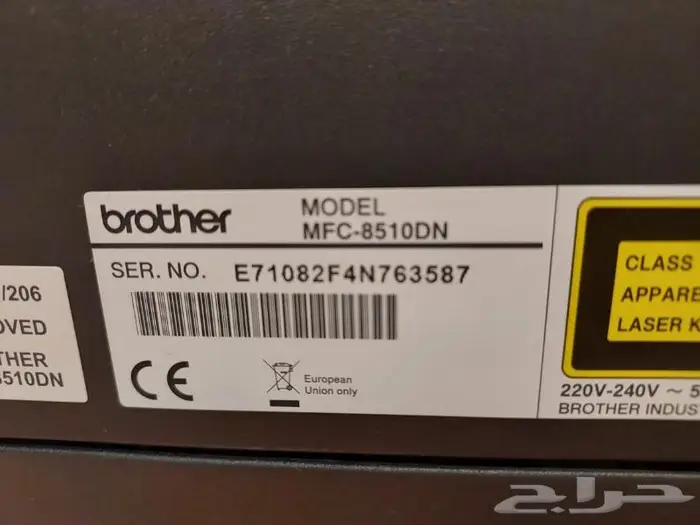 brother
MODEL
MFC-8510DN
SER. NO. E71082F4N763587
/206
OVED
THER
8510DN
CE
European
Union only
CLASS
APPARE
LASER K
220V-240V ~ 5
BROTHER INDUS
حراج